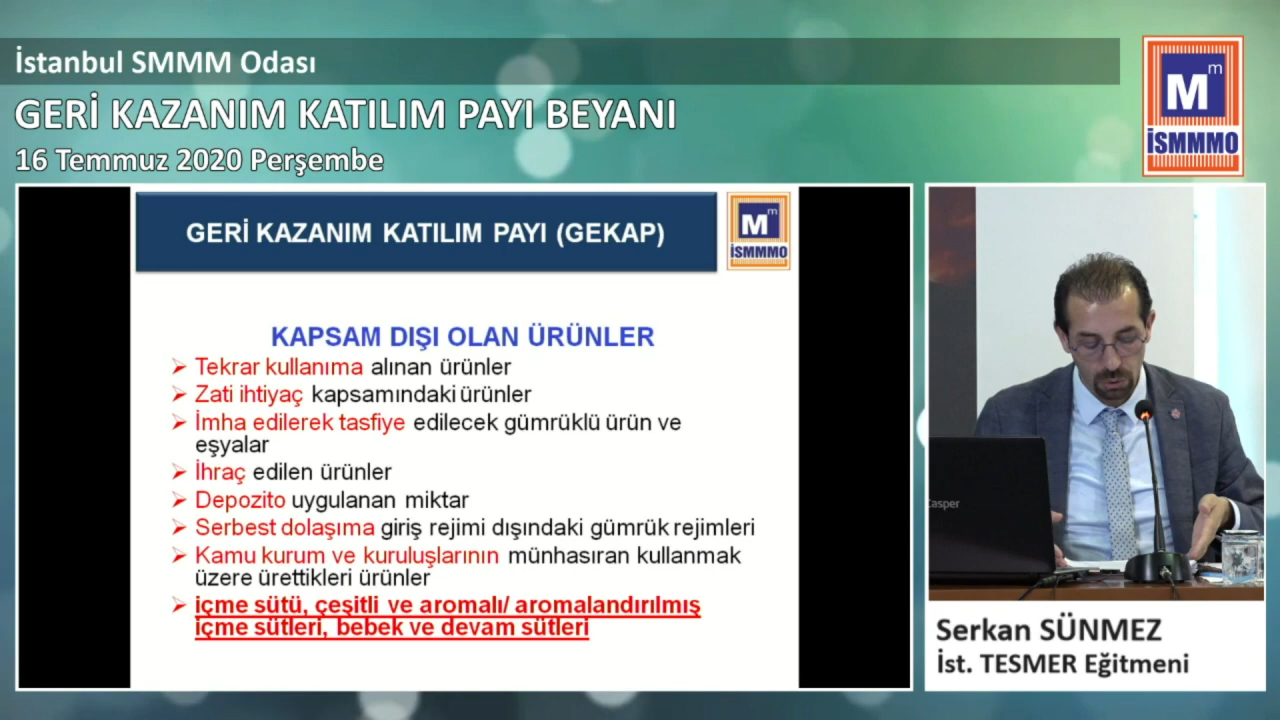 İstanbul SMMM Odası
GERİ KAZANIM KATILIM PAYI BEYANI
16 Temmuz 2020 Perşembe
M m
İSMMMO
GERİ KAZANIM KATILIM PAYI (GEKAP)
M m
İSMMMO
KAPSAM DIŞI OLAN ÜRÜNLER
➢ Tekrar kullanıma alınan ürünler
➢ Zati ihtiyaç kapsamındaki ürünler
➢ İmha edilerek tasfiye edilecek gümrüklü ürün ve
eşyalar
➢ İhraç edilen ürünler
➢ Depozito uygulanan miktar
➢ Serbest dolaşıma giriş rejimi dışındaki gümrük rejimleri
➢ Kamu kurum ve kuruluşlarının münhasıran kullanmak
üzere ürettikleri ürünler
➢ içme sütü, çeşitli ve aromalı/ aromalandırılmış
içme sütleri, bebek ve devam sütleri
Casper
Serkan SÜNMEZ
İst. TESMER Eğitmeni